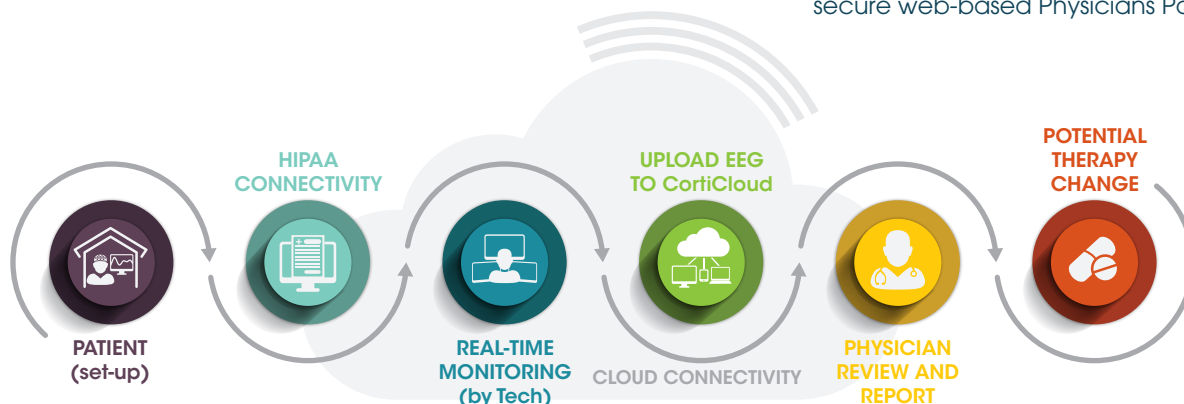 secure web-based Physicians
HIPAA
CONNECTIVITY
UPLOAD EEG
TO CortiCloud
POTENTIAL
THERAPY
CHANGE
PATIENT
(set-up)
REAL-TIME
MONITORING
(by Tech)
CLOUD CONNECTIVITY
PHYSICIAN
REVIEW AND
REPORT